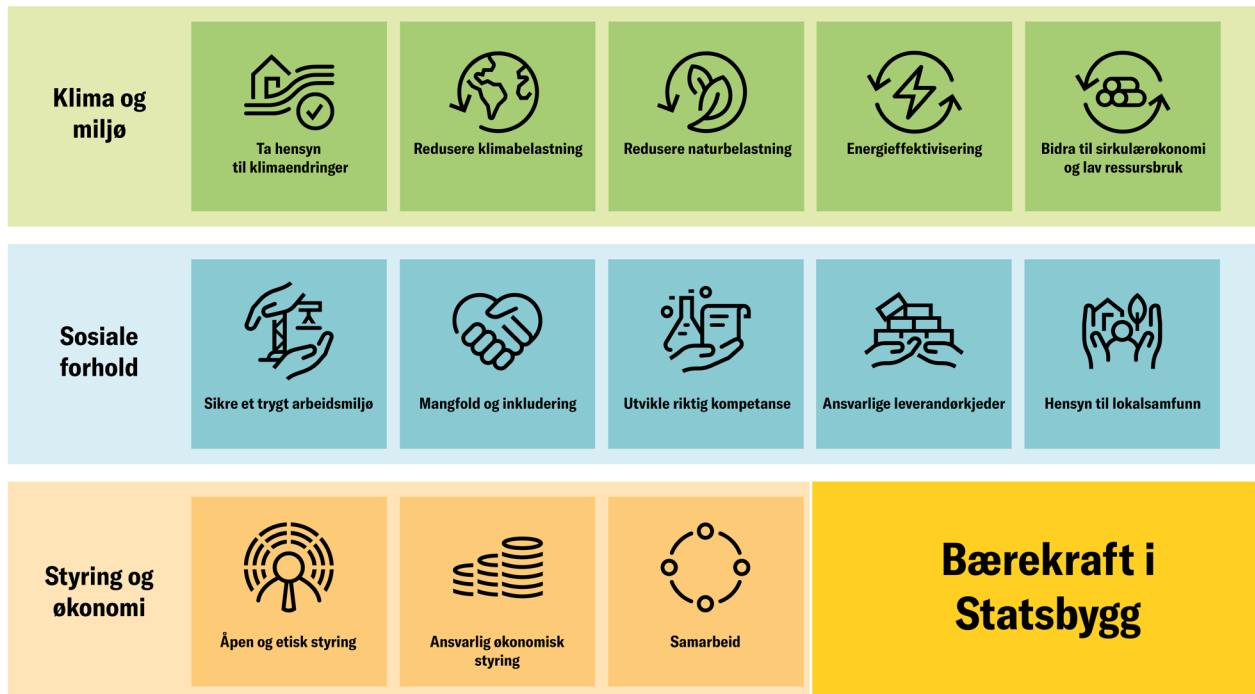 Klima og
miljø
Ta hensyn
til klimaendringer
Redusere klimabelastning
Redusere naturbelastning
Energieffektivisering
Bidra til sirkulærøkonomi
og lav ressursbruk
Sosiale
forhold
Sikre et trygt arbeidsmiljø
Mangfold og inkludering
Utvikle riktig kompetanse
Ansvarlige leverandørkjeder
Hensyn til lokalsamfunn
Styring og
økonomi
Åpen og etisk styring
Ansvarlig økonomisk
styring
Samarbeid
Bærekraft i
Statsbygg